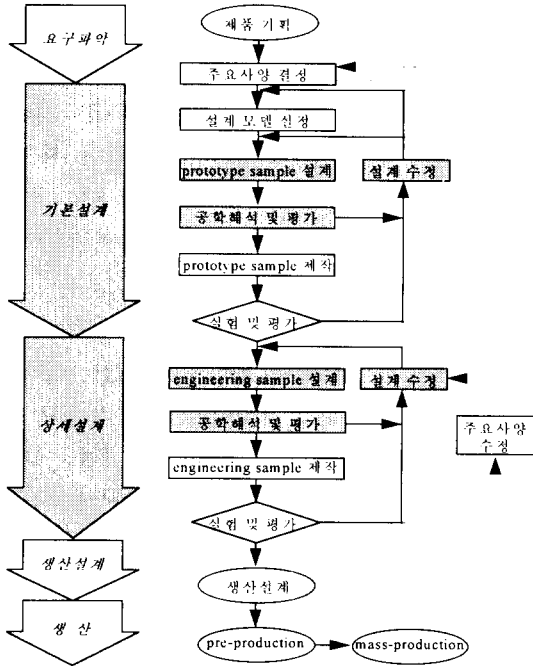 요구파악
제품 기획
주요사양 결정
설계 모델 설정
prototype sample 설계
설계 수정
기본설계
공학해석 및 평가
prototype sample 제작
실험 및 평가
engineering sample 설계
설계 수정
상세설계
공학해석 및 평가
주요사양
수정
engineering sample 제작
실험 및 평가
생산설계
생산설계
생 산
pre-production
mass-production